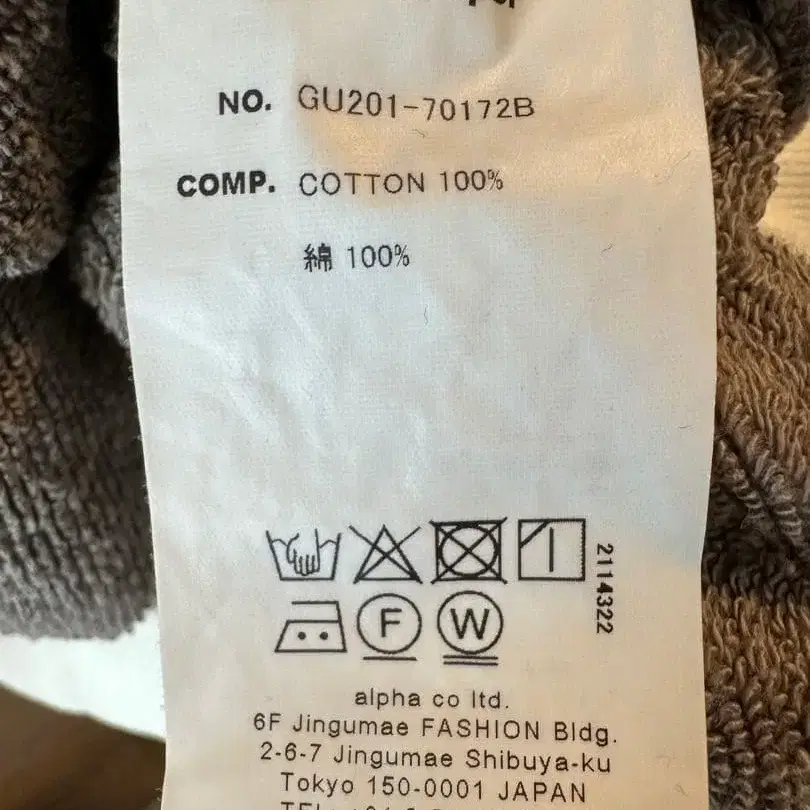 NO. GU201-70172B
COMP. COTTON 100%
綿 100%
2114322
F W
alpha co ltd.
6F Jingumae FASHION Bldg.
2-6-7 Jingumae Shibuya-ku
Tokyo 150-0001 JAPAN